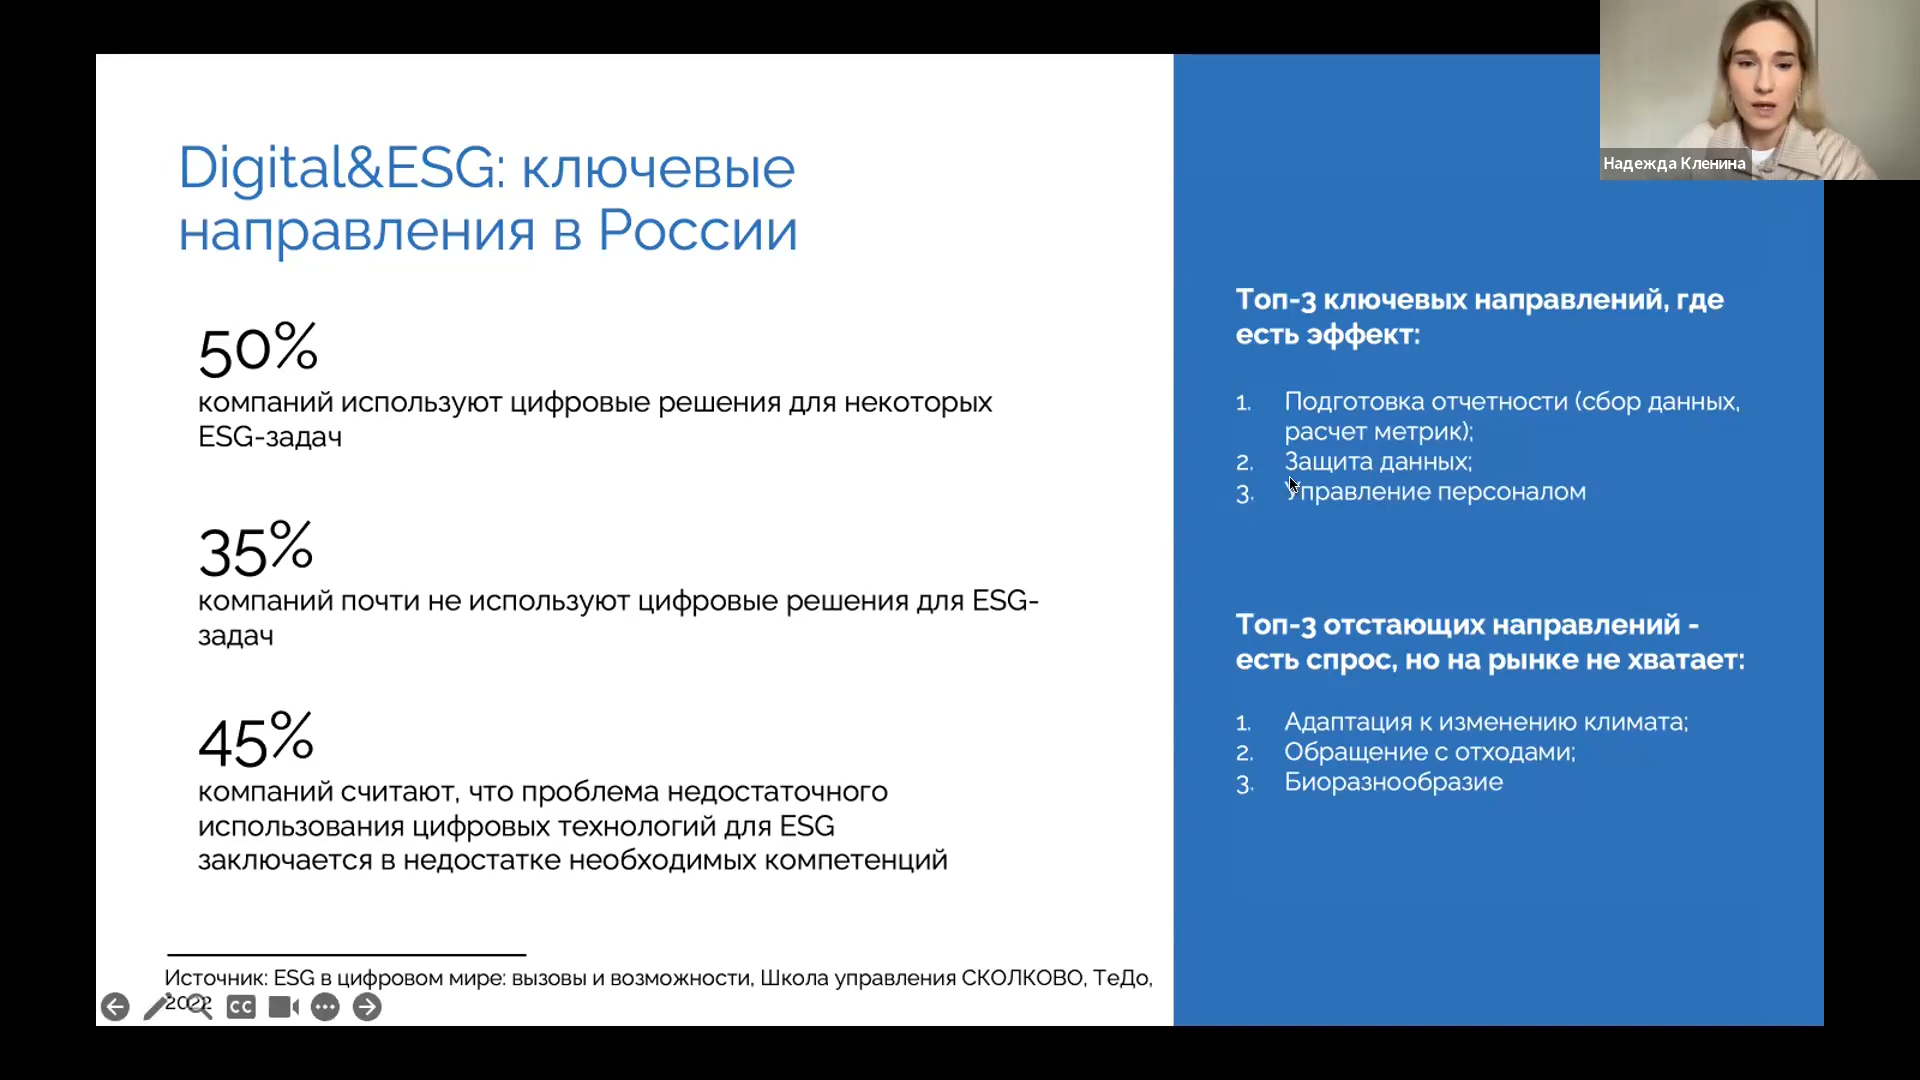 Digital&ESG: ключевые
направления в России
50%
компаний используют цифровые решения для некоторых
ESG-задач
35%
компаний почти не используют цифровые решения для ESG-
задач
45%
компаний считают, что проблема недостаточного
использования цифровых технологий для ESG
заключается в недостатке необходимых компетенций
Источник: ESG в цифровом мире: вызовы и возможности, Школа управления СКОЛКОВО, ТеДо,
2022
CC
Топ-3 ключевых направлений, где
есть эффект:
1. Подготовка отчетности (сбор данных,
расчет метрик);
2. Защита данных;
3. Управление персоналом
Топ-3 отстающих направлений -
есть спрос, но на рынке не хватает:
1. Адаптация к изменению климата;
2. Обращение с отходами;
3. Биоразнообразие
Надежда Кленина